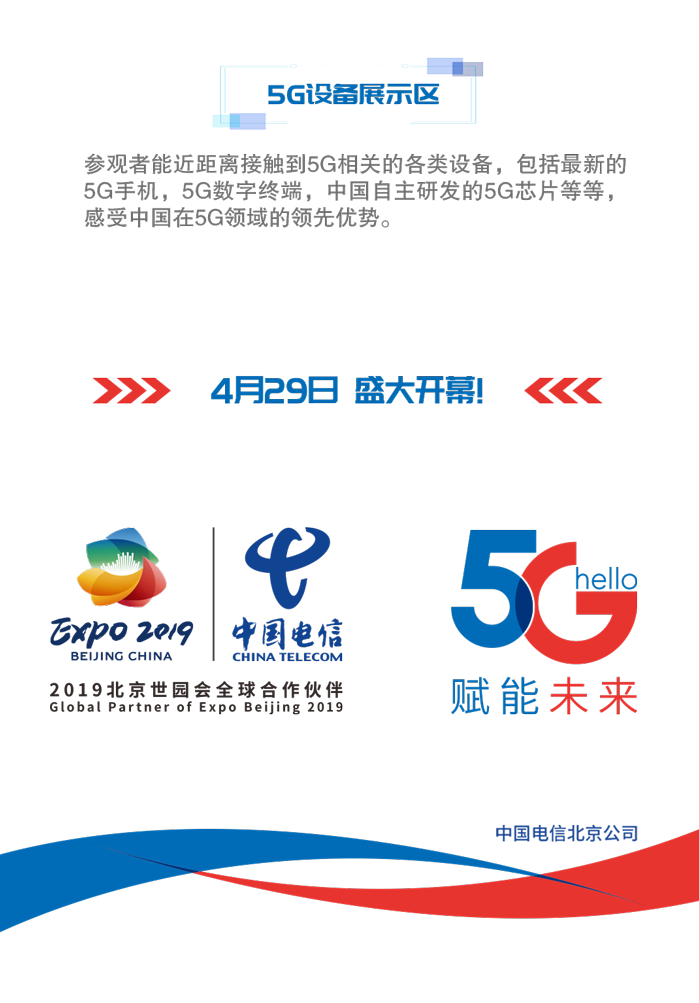 5G设备展示区
参观者能近距离接触到5G相关的各类设备，包括最新的
5G手机，5G数字终端，中国自主研发的5G芯片等等，
感受中国在5G领域的领先优势。
4月29日 盛大开幕!
EXPO 2019
BEIJING CHINA
中国电信
CHINA TELECOM
2019北京世园会全球合作伙伴
Global Partner of Expo Beijing 2019
5G
hello
赋能未来
中国电信北京公司